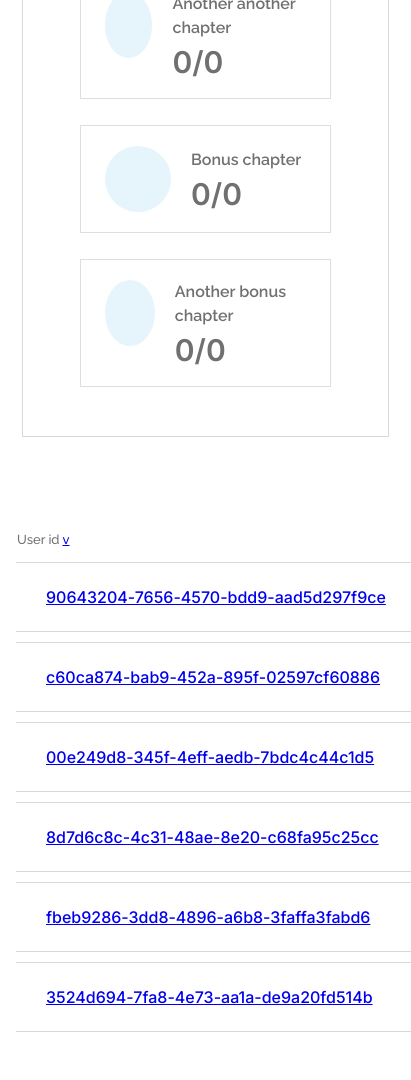 Another another
chapter
0/0
Bonus chapter
0/0
Another bonus
chapter
0/0
User id v
90643204-7656-4570-bdd9-aad5d297f9ce
c60ca874-bab9-452a-895f-02597cf60886
00e249d8-345f-4eff-aedb-7bdc4c44c1d5
8d7d6c8c-4c31-48ae-8e20-c68fa95c25cc
fbeb9286-3dd8-4896-a6b8-3faffa3fabd6
3524d694-7fa8-4e73-aa1a-de9a20fd514b